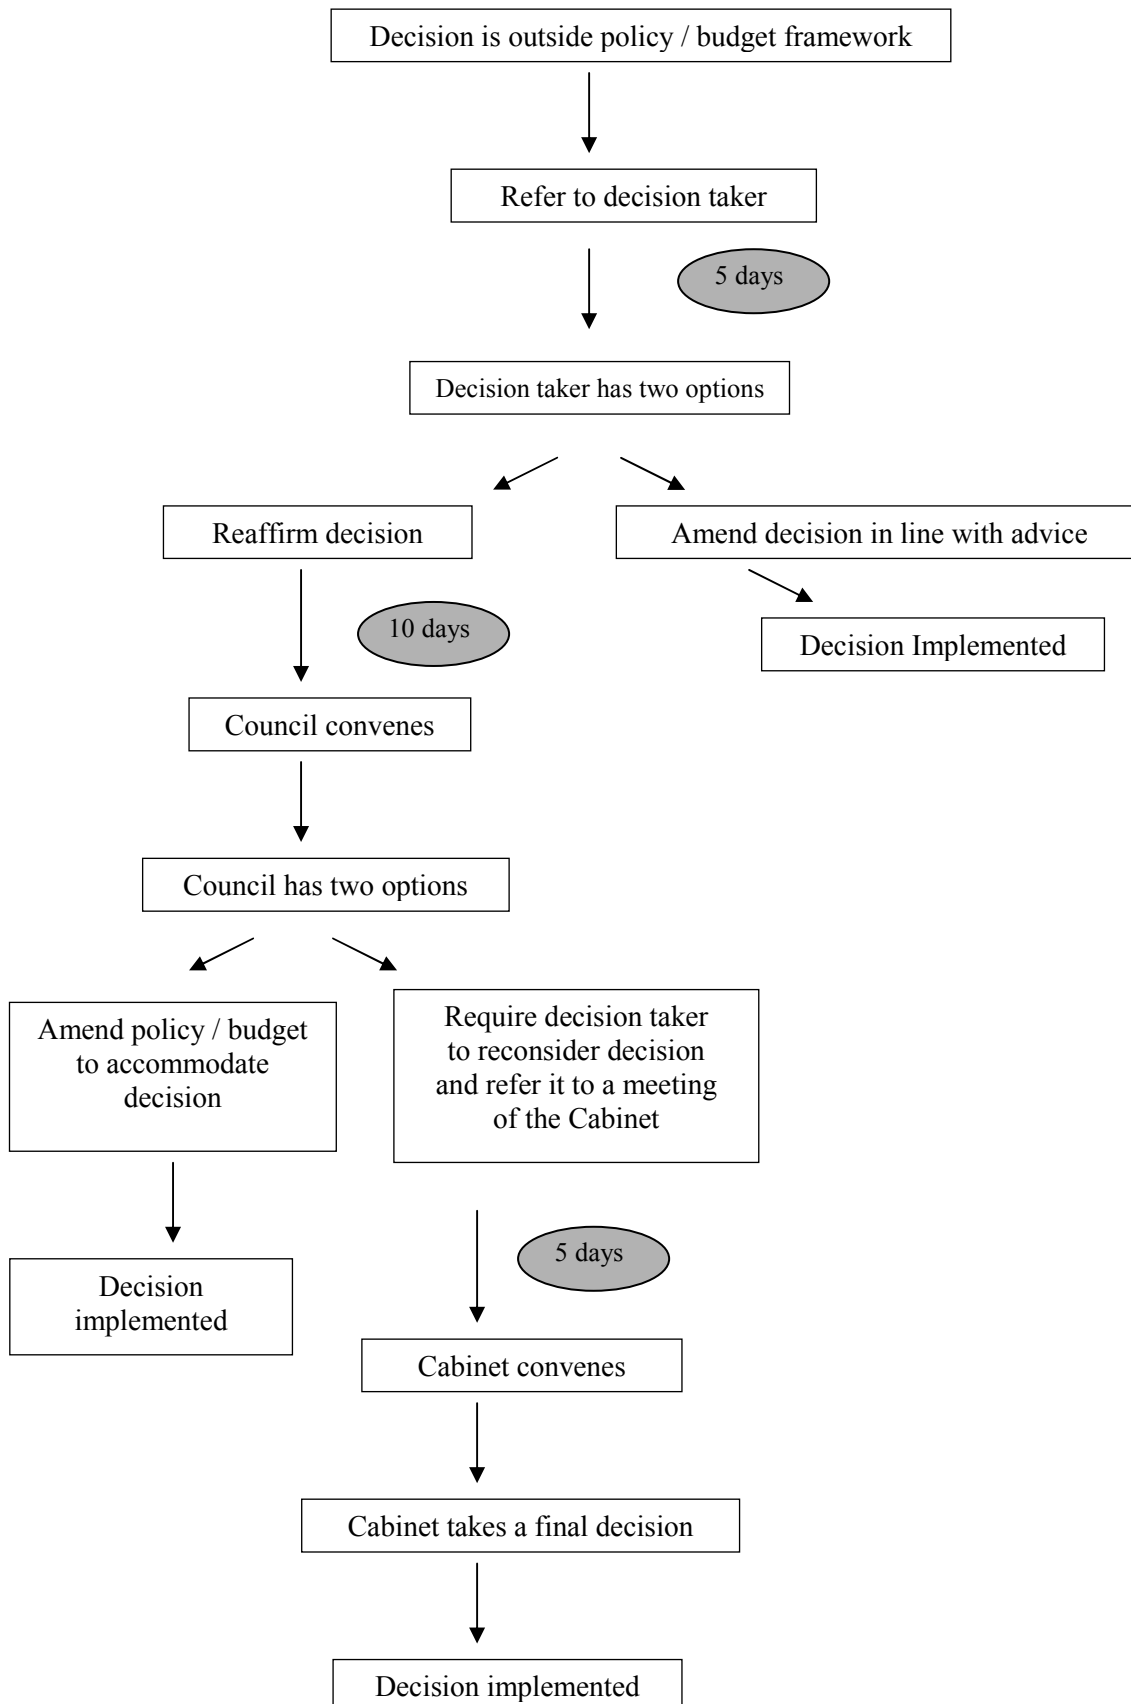 Decision is outside policy / budget framework
Refer to decision taker
5 days
Decision taker has two options
Reaffirm decision
Amend decision in line with advice
10 days
Decision Implemented
Council convenes
Council has two options
Amend policy / budget
to accommodate
decision
Require decision taker
to reconsider decision
and refer it to a meeting
of the Cabinet
5 days
Decision
implemented
Cabinet convenes
Cabinet takes a final decision
Decision implemented